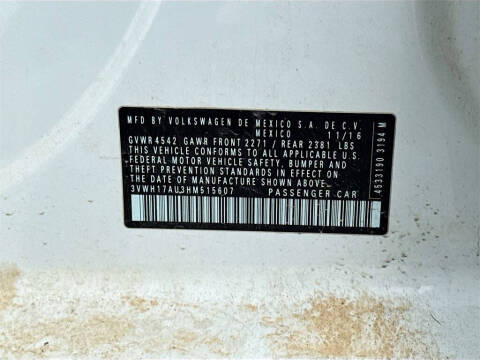 MFD BY VOLKSWAGEN DE MEXICO S.A. DE C.V.
MEXICO 11/16
GVWR 4542 GAWR FRONT 2271 / REAR 2381 LBS
THIS VEHICLE CONFORMS TO ALL APPLICABLE
FEDERAL MOTOR VEHICLE SAFETY, BUMPER AND
THEFT PREVENTION STANDARDS IN EFFECT ON
THE DATE OF MANUFACTURE SHOWN ABOVE
3VWH17AU3HM515607 PASSENGER CAR
4533190 3194 M